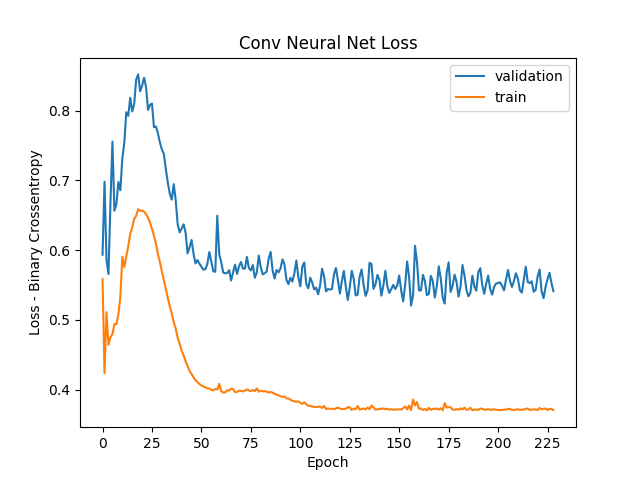 Conv Neural Net Loss
validation
train
Loss - Binary Crossentropy
0.8
0.7
0.6
0.5
0.4
0 25 50 75 100 125 150 175 200 225
Epoch